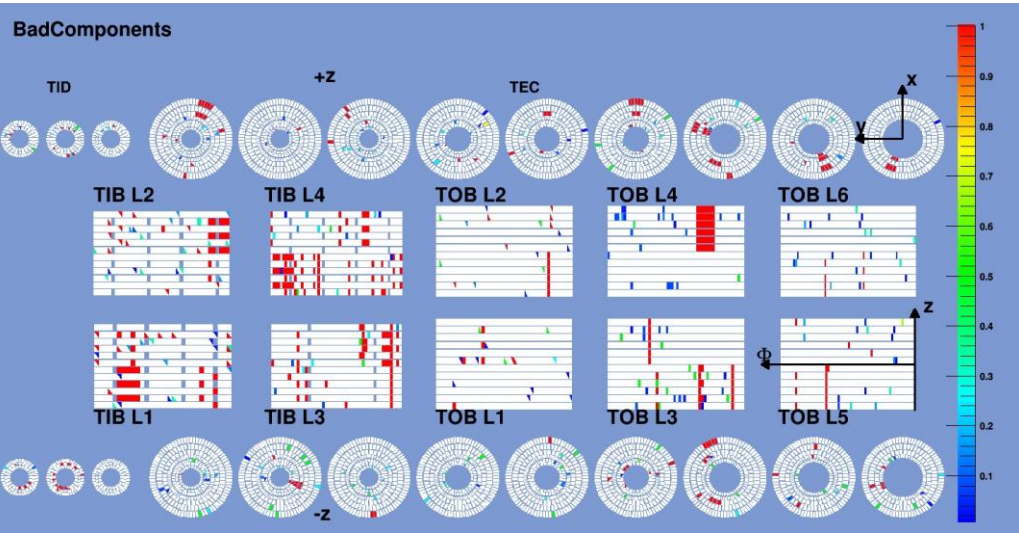 BadComponents
1
+z
TID
TEC
x
0.9
y
0.8
0.7
TIB L2
TIB L4
TOB L2
TOB L4
TOB L6
0.6
0.5
z
0.4
Φ
0.3
TIB L1
TIB L3
TOB L1
TOB L3
TOB L5
0.2
0.1
-z